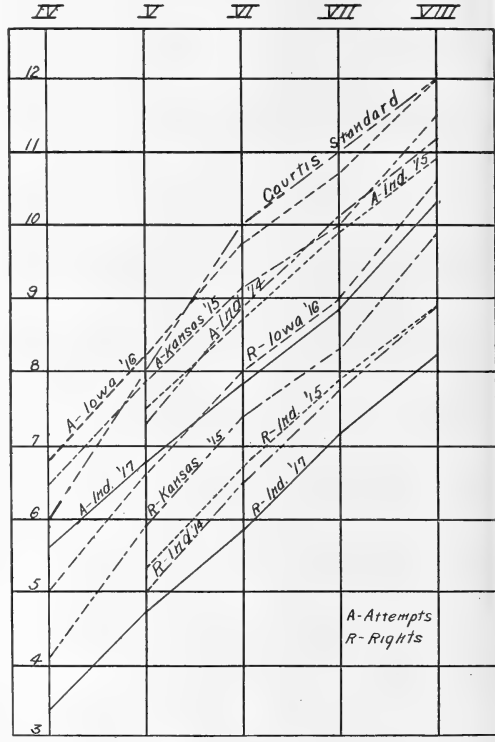 IV V VI VII VIII
12
11
10
9
8
7
6
5
4
3
Courtis Standard
A-Ind. '15
A-Kansas '15
A-Ind. '14
A-Iowa '16
R-Iowa '16
A-Ind. '17
R-Kansas '15
R-Ind. '15
R-Ind. '14
R-Ind. '17
A-Attempts
R-Rights